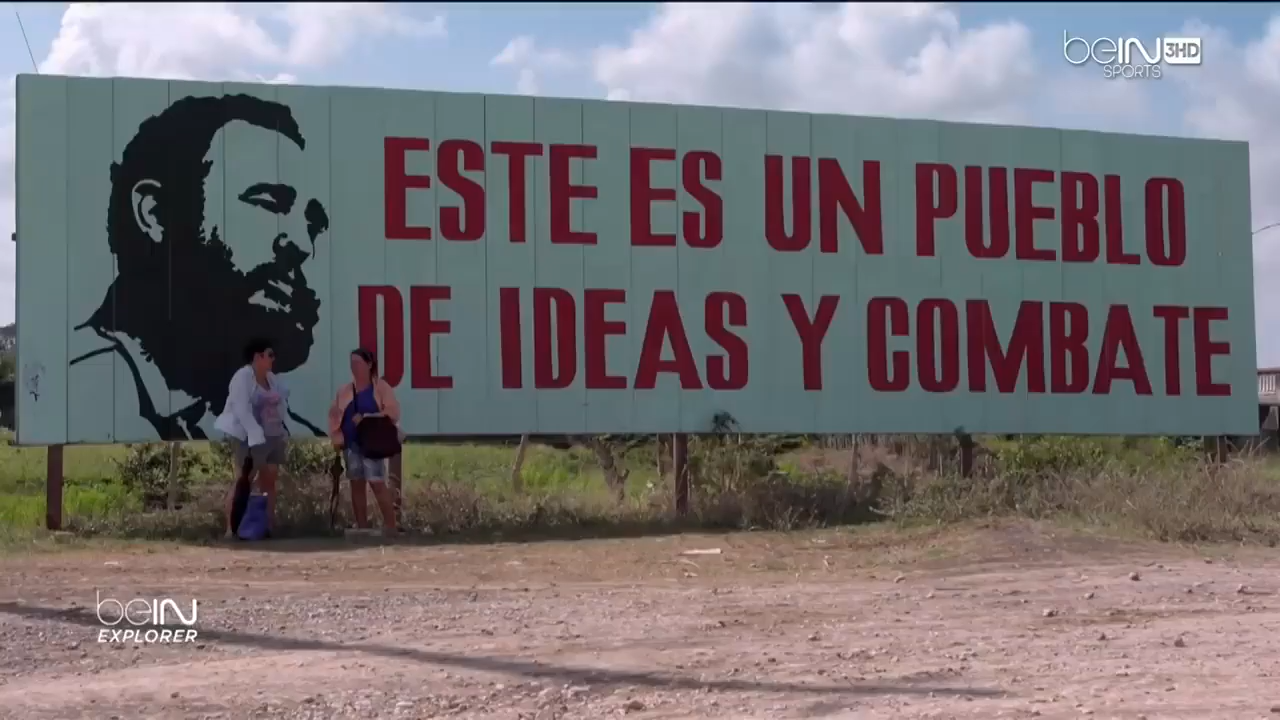 beIN 3HD
SPORTS
ESTE ES UN PUEBLO
DE IDEAS Y COMBATE
beIN
EXPLORER